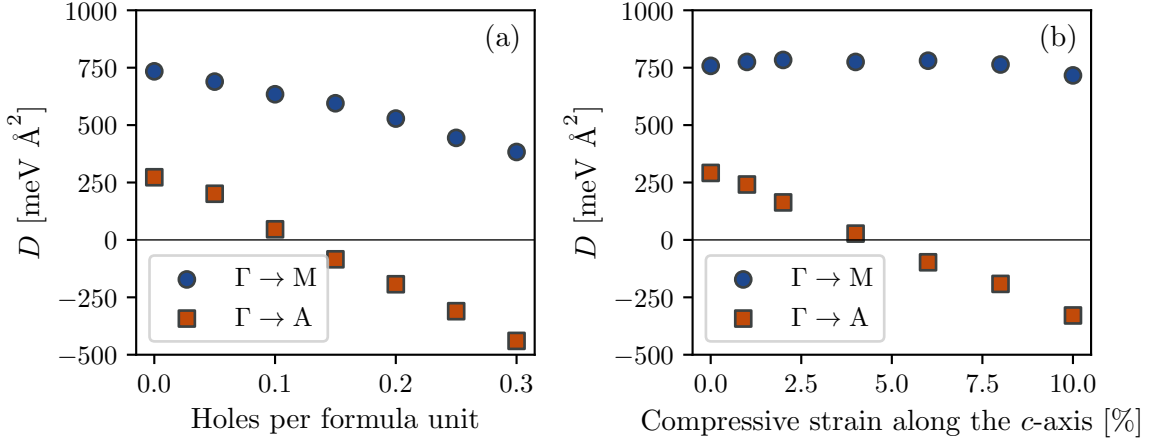 (a)
1000
750
500
250
0
−250
−500
D [meV Å²]
Γ → M
Γ → A
0.0
0.1
0.2
0.3
Holes per formula unit
(b)
1000
750
500
250
0
−250
−500
D [meV Å²]
Γ → M
Γ → A
0.0
2.5
5.0
7.5
10.0
Compressive strain along the c-axis [%]